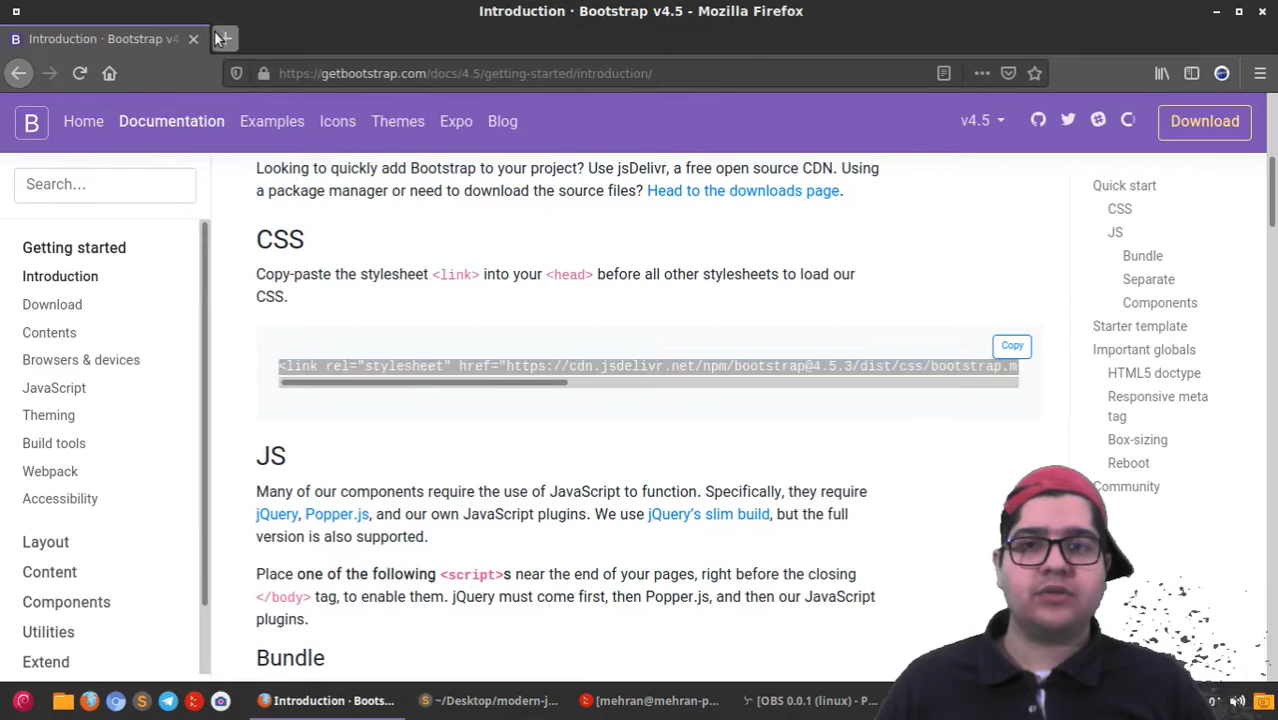 Introduction · Bootstrap v4.5 - Mozilla Firefox
Introduction · Bootstrap v4
https://getbootstrap.com/docs/4.5/getting-started/introduction/
B Home Documentation Examples Icons Themes Expo Blog v4.5 Download
Search...
Getting started
Introduction
Download
Contents
Browsers & devices
JavaScript
Theming
Build tools
Webpack
Accessibility
Layout
Content
Components
Utilities
Extend
Looking to quickly add Bootstrap to your project? Use jsDelivr, a free open source CDN. Using
a package manager or need to download the source files? Head to the downloads page.
CSS
Copy-paste the stylesheet <link> into your <head> before all other stylesheets to load our
CSS.
Copy
<link rel="stylesheet" href="https://cdn.jsdelivr.net/npm/bootstrap@4.5.3/dist/css/bootstrap.m
JS
Many of our components require the use of JavaScript to function. Specifically, they require
jQuery, Popper.js, and our own JavaScript plugins. We use jQuery's slim build, but the full
version is also supported.
Place one of the following <script>s near the end of your pages, right before the closing
</body> tag, to enable them. jQuery must come first, then Popper.js, and then our JavaScript
plugins.
Bundle
Quick start
CSS
JS
Bundle
Separate
Components
Starter template
Important globals
HTML5 doctype
Responsive meta
tag
Box-sizing
Reboot
Community
Introduction · Boots...
~/Desktop/modern-j...
[mehran@mehran-p...
[OBS 0.0.1 (linux) - P...